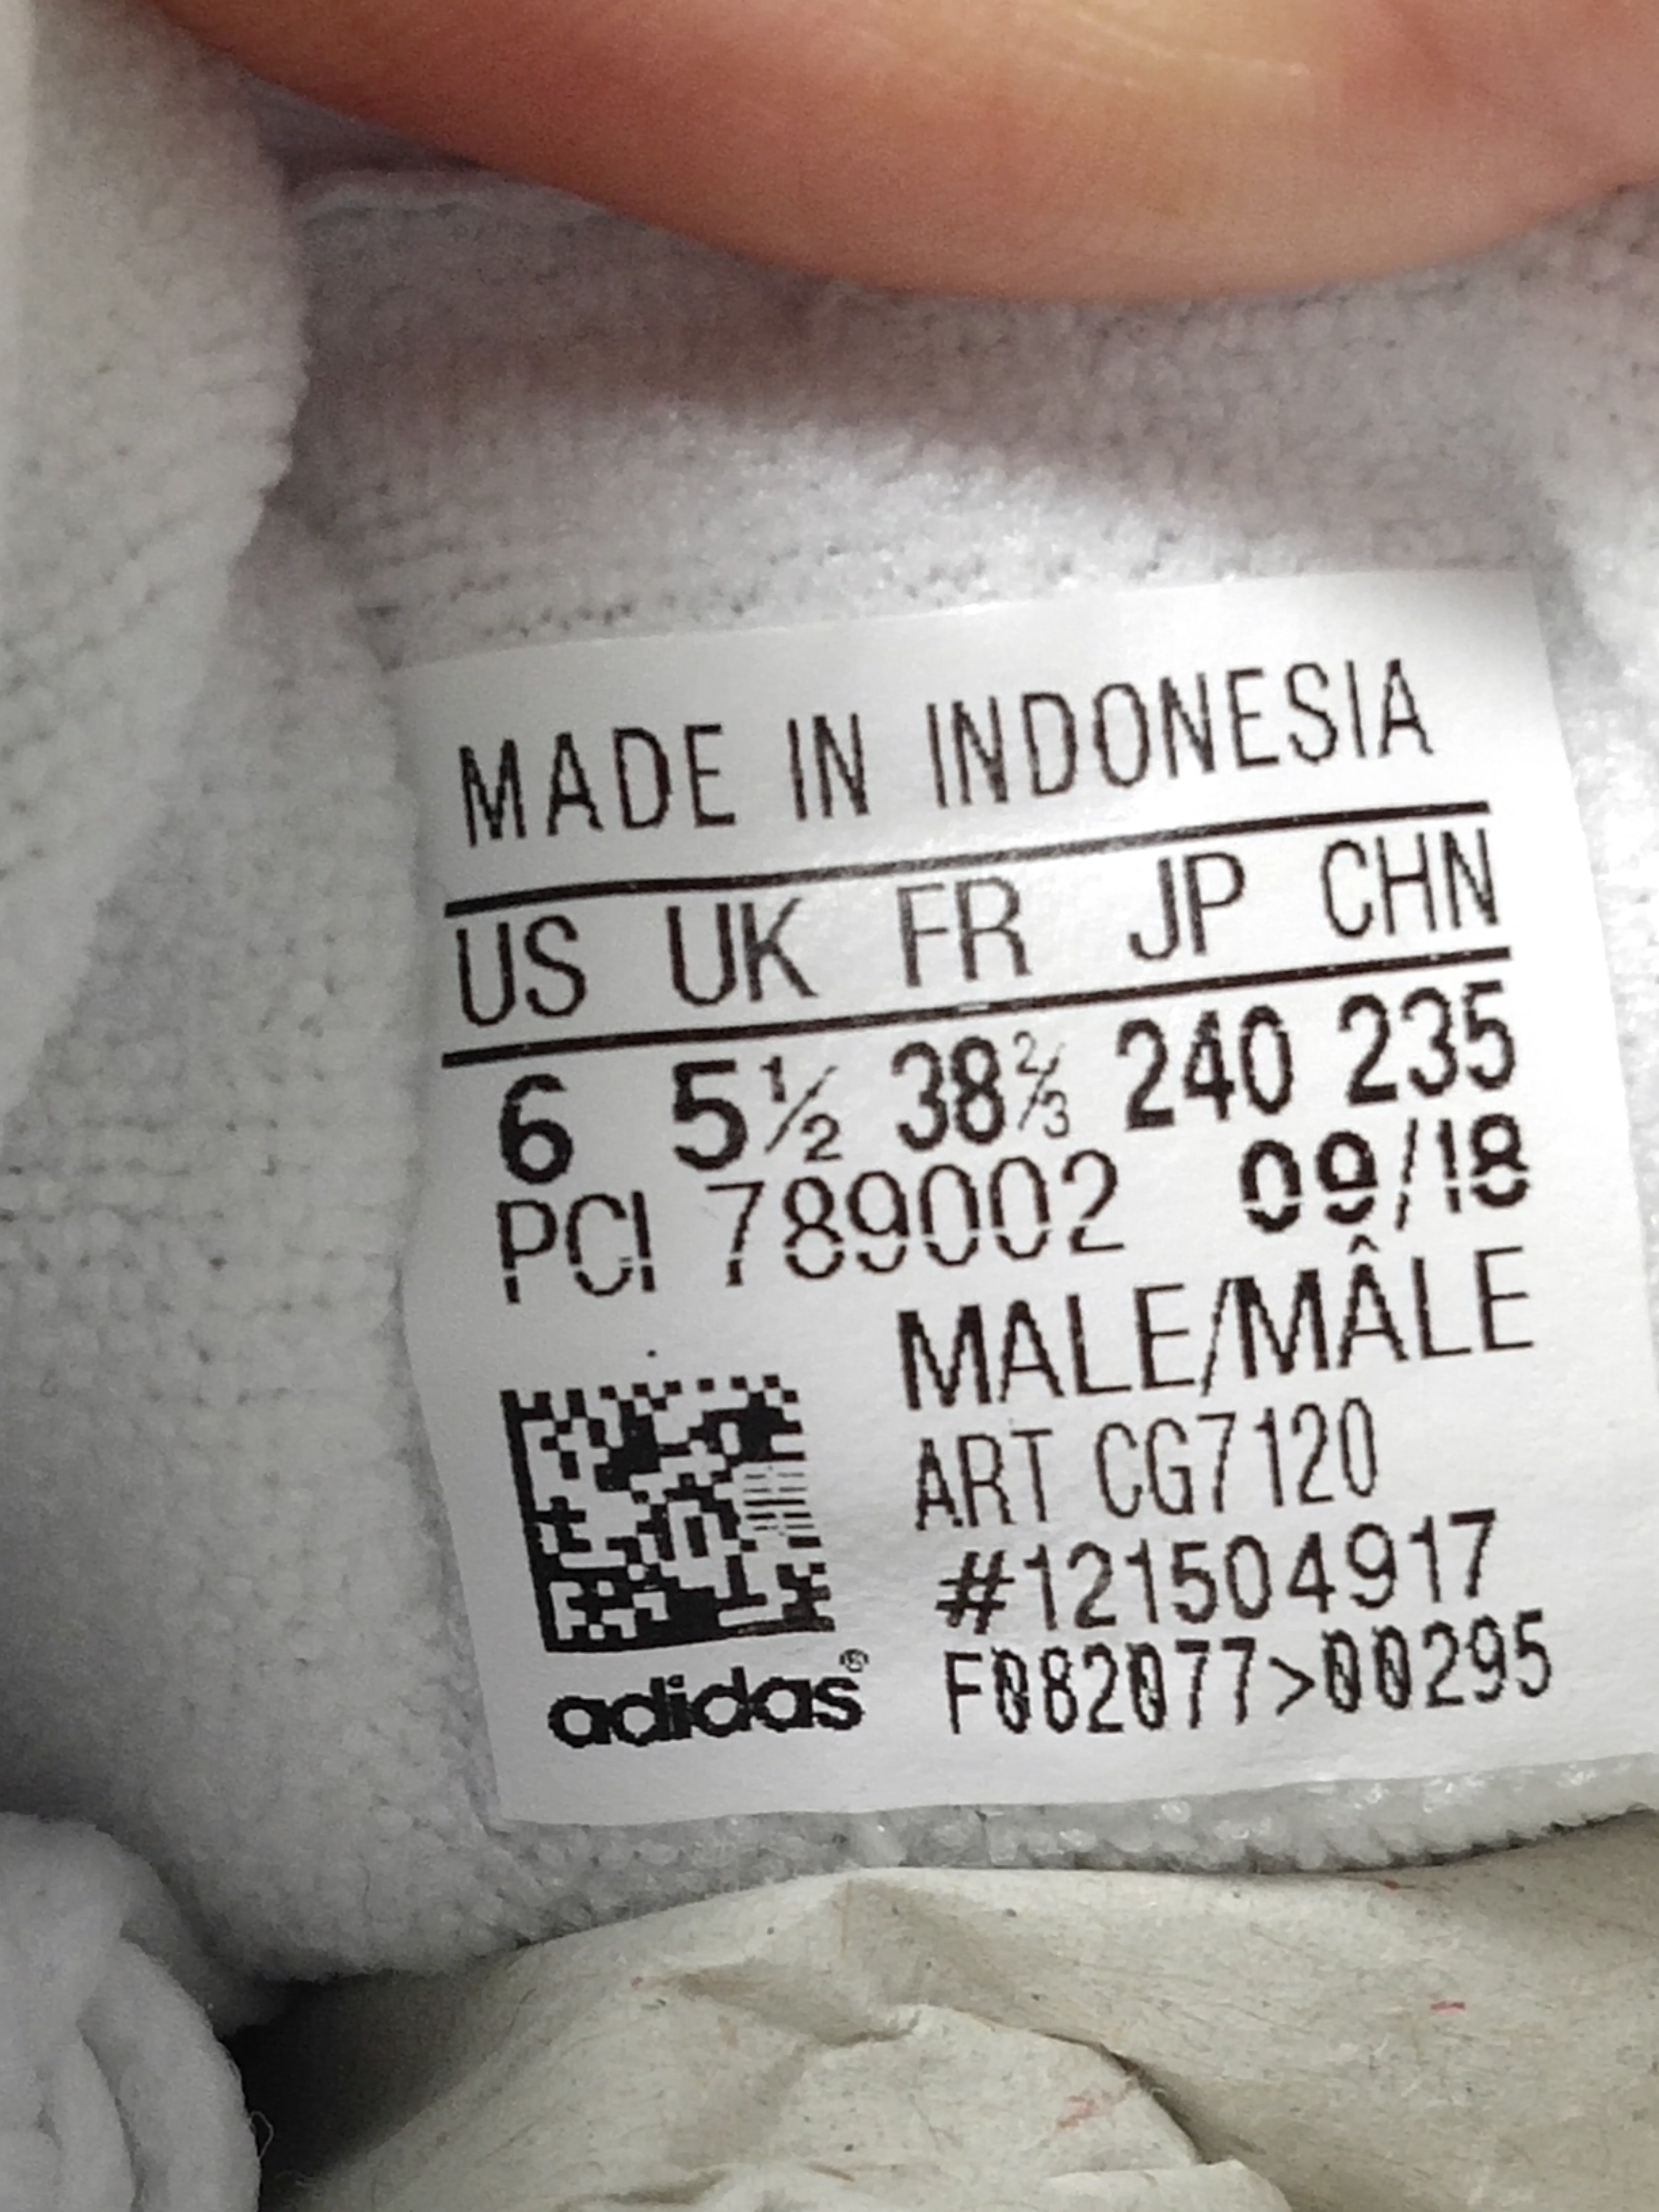 MADE IN INDONESIA
US UK FR JP CHN
6 5½ 38⅔ 240 235
PCI 789002 09/18
MALE/MÂLE
ART CG7120
#121504917
adidas® F082077>00295